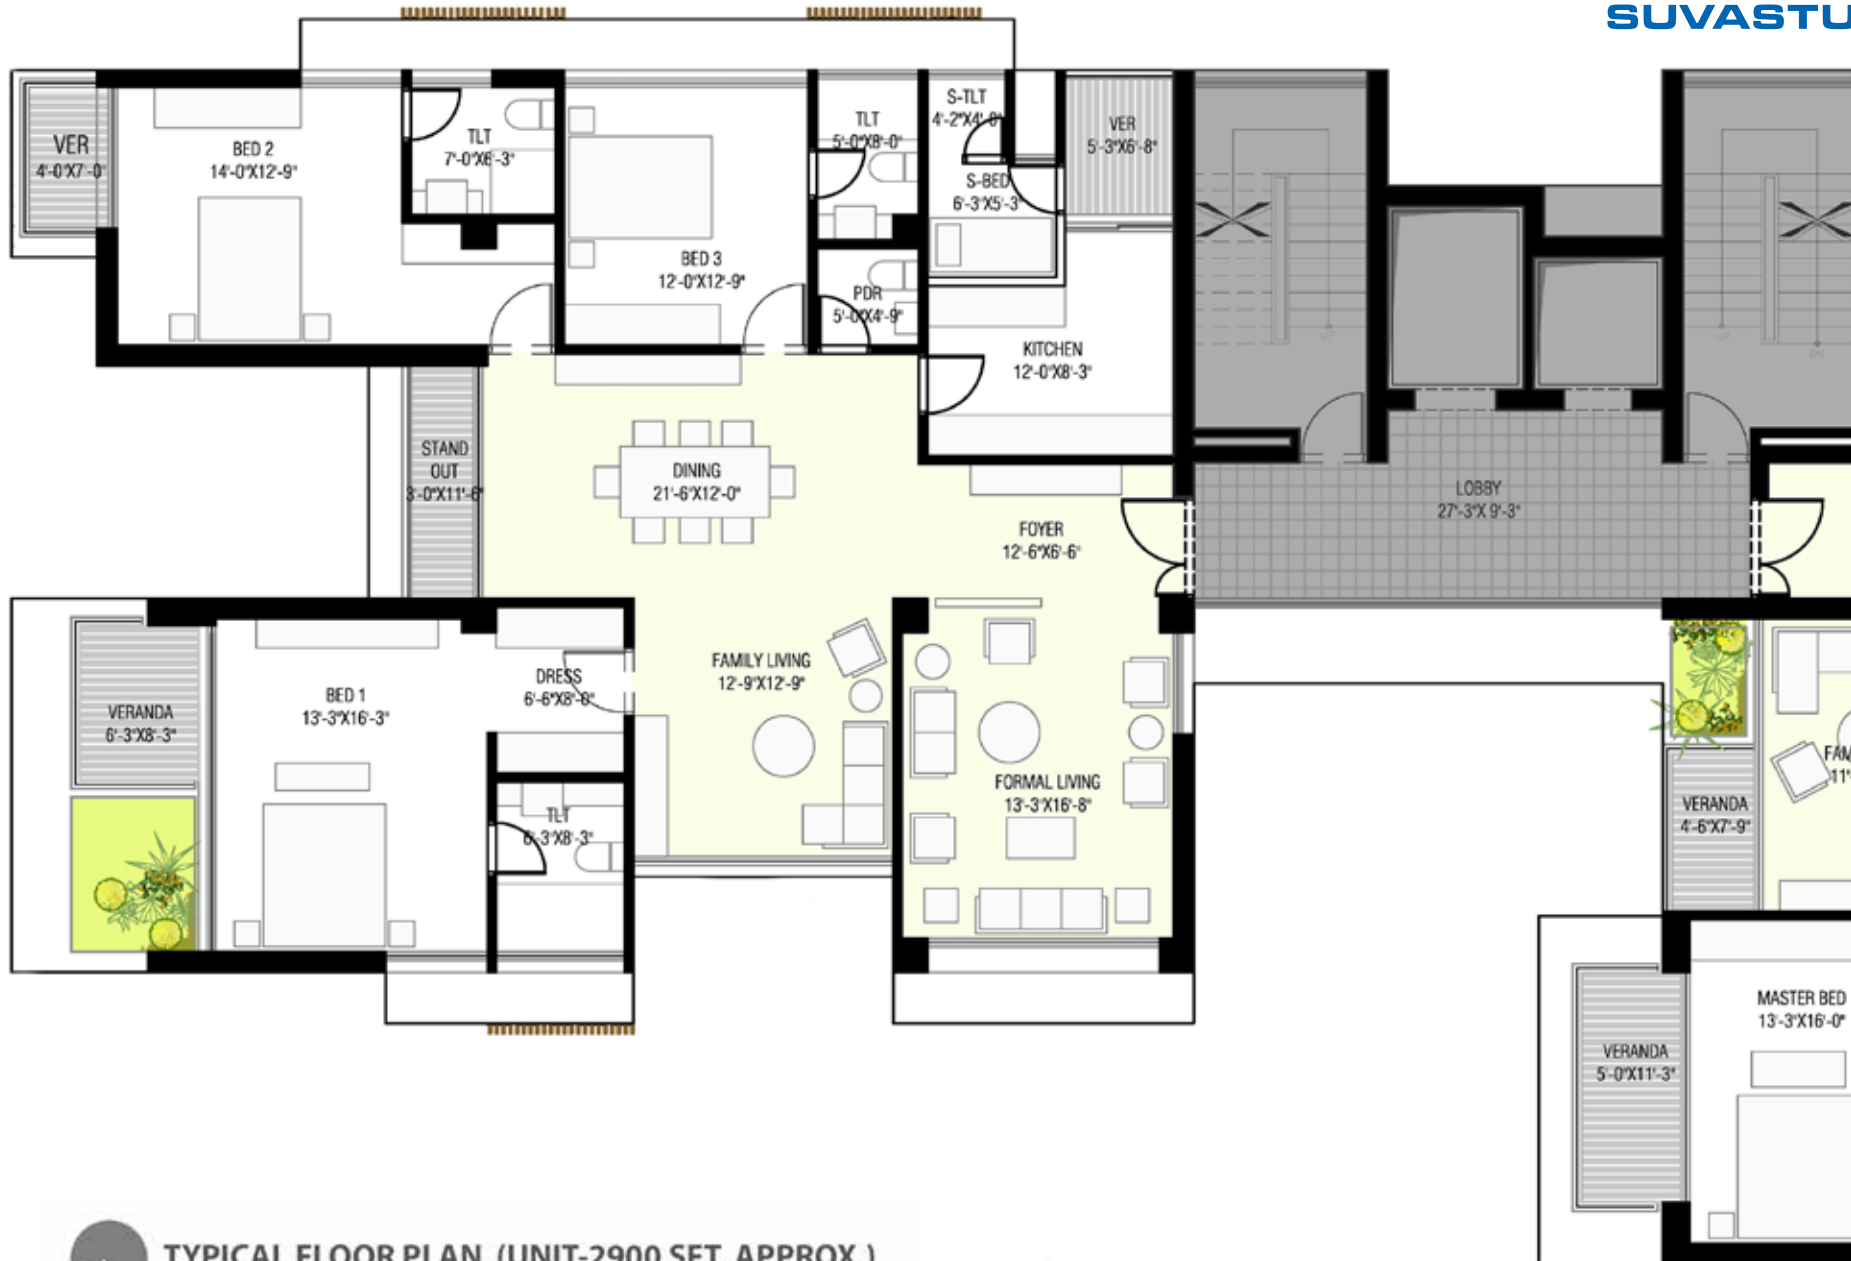 SUVASTU
VER
4'-0"X7'-0"
BED 2
14'-0"X12'-9"
TLT
7'-0"X6'-3"
BED 3
12'-0"X12'-9"
TLT
5'-0"X8'-0"
PDR
5'-0"X4'-9"
S-TLT
4'-2"X4'-0"
S-BED
6'-3"X5'-3"
VER
5'-3"X6'-8"
KITCHEN
12'-0"X8'-3"
STAND
OUT
3'-0"X11'-6"
DINING
21'-6"X12'-0"
FOYER
12'-6"X6'-6"
LOBBY
27'-3"X 9'-3"
UP
DN
VERANDA
6'-3"X8'-3"
BED 1
13'-3"X16'-3"
DRESS
6'-6"X8'-0"
TLT
6'-3"X8'-3"
FAMILY LIVING
12'-9"X12'-9"
FORMAL LIVING
13'-3"X16'-8"
VERANDA
4'-6"X7'-9"
FAM
11'
MASTER BED
13'-3"X16'-0"
VERANDA
5'-0"X11'-3"
TYPICAL FLOOR PLAN (UNIT-2900 SFT. APPROX.)